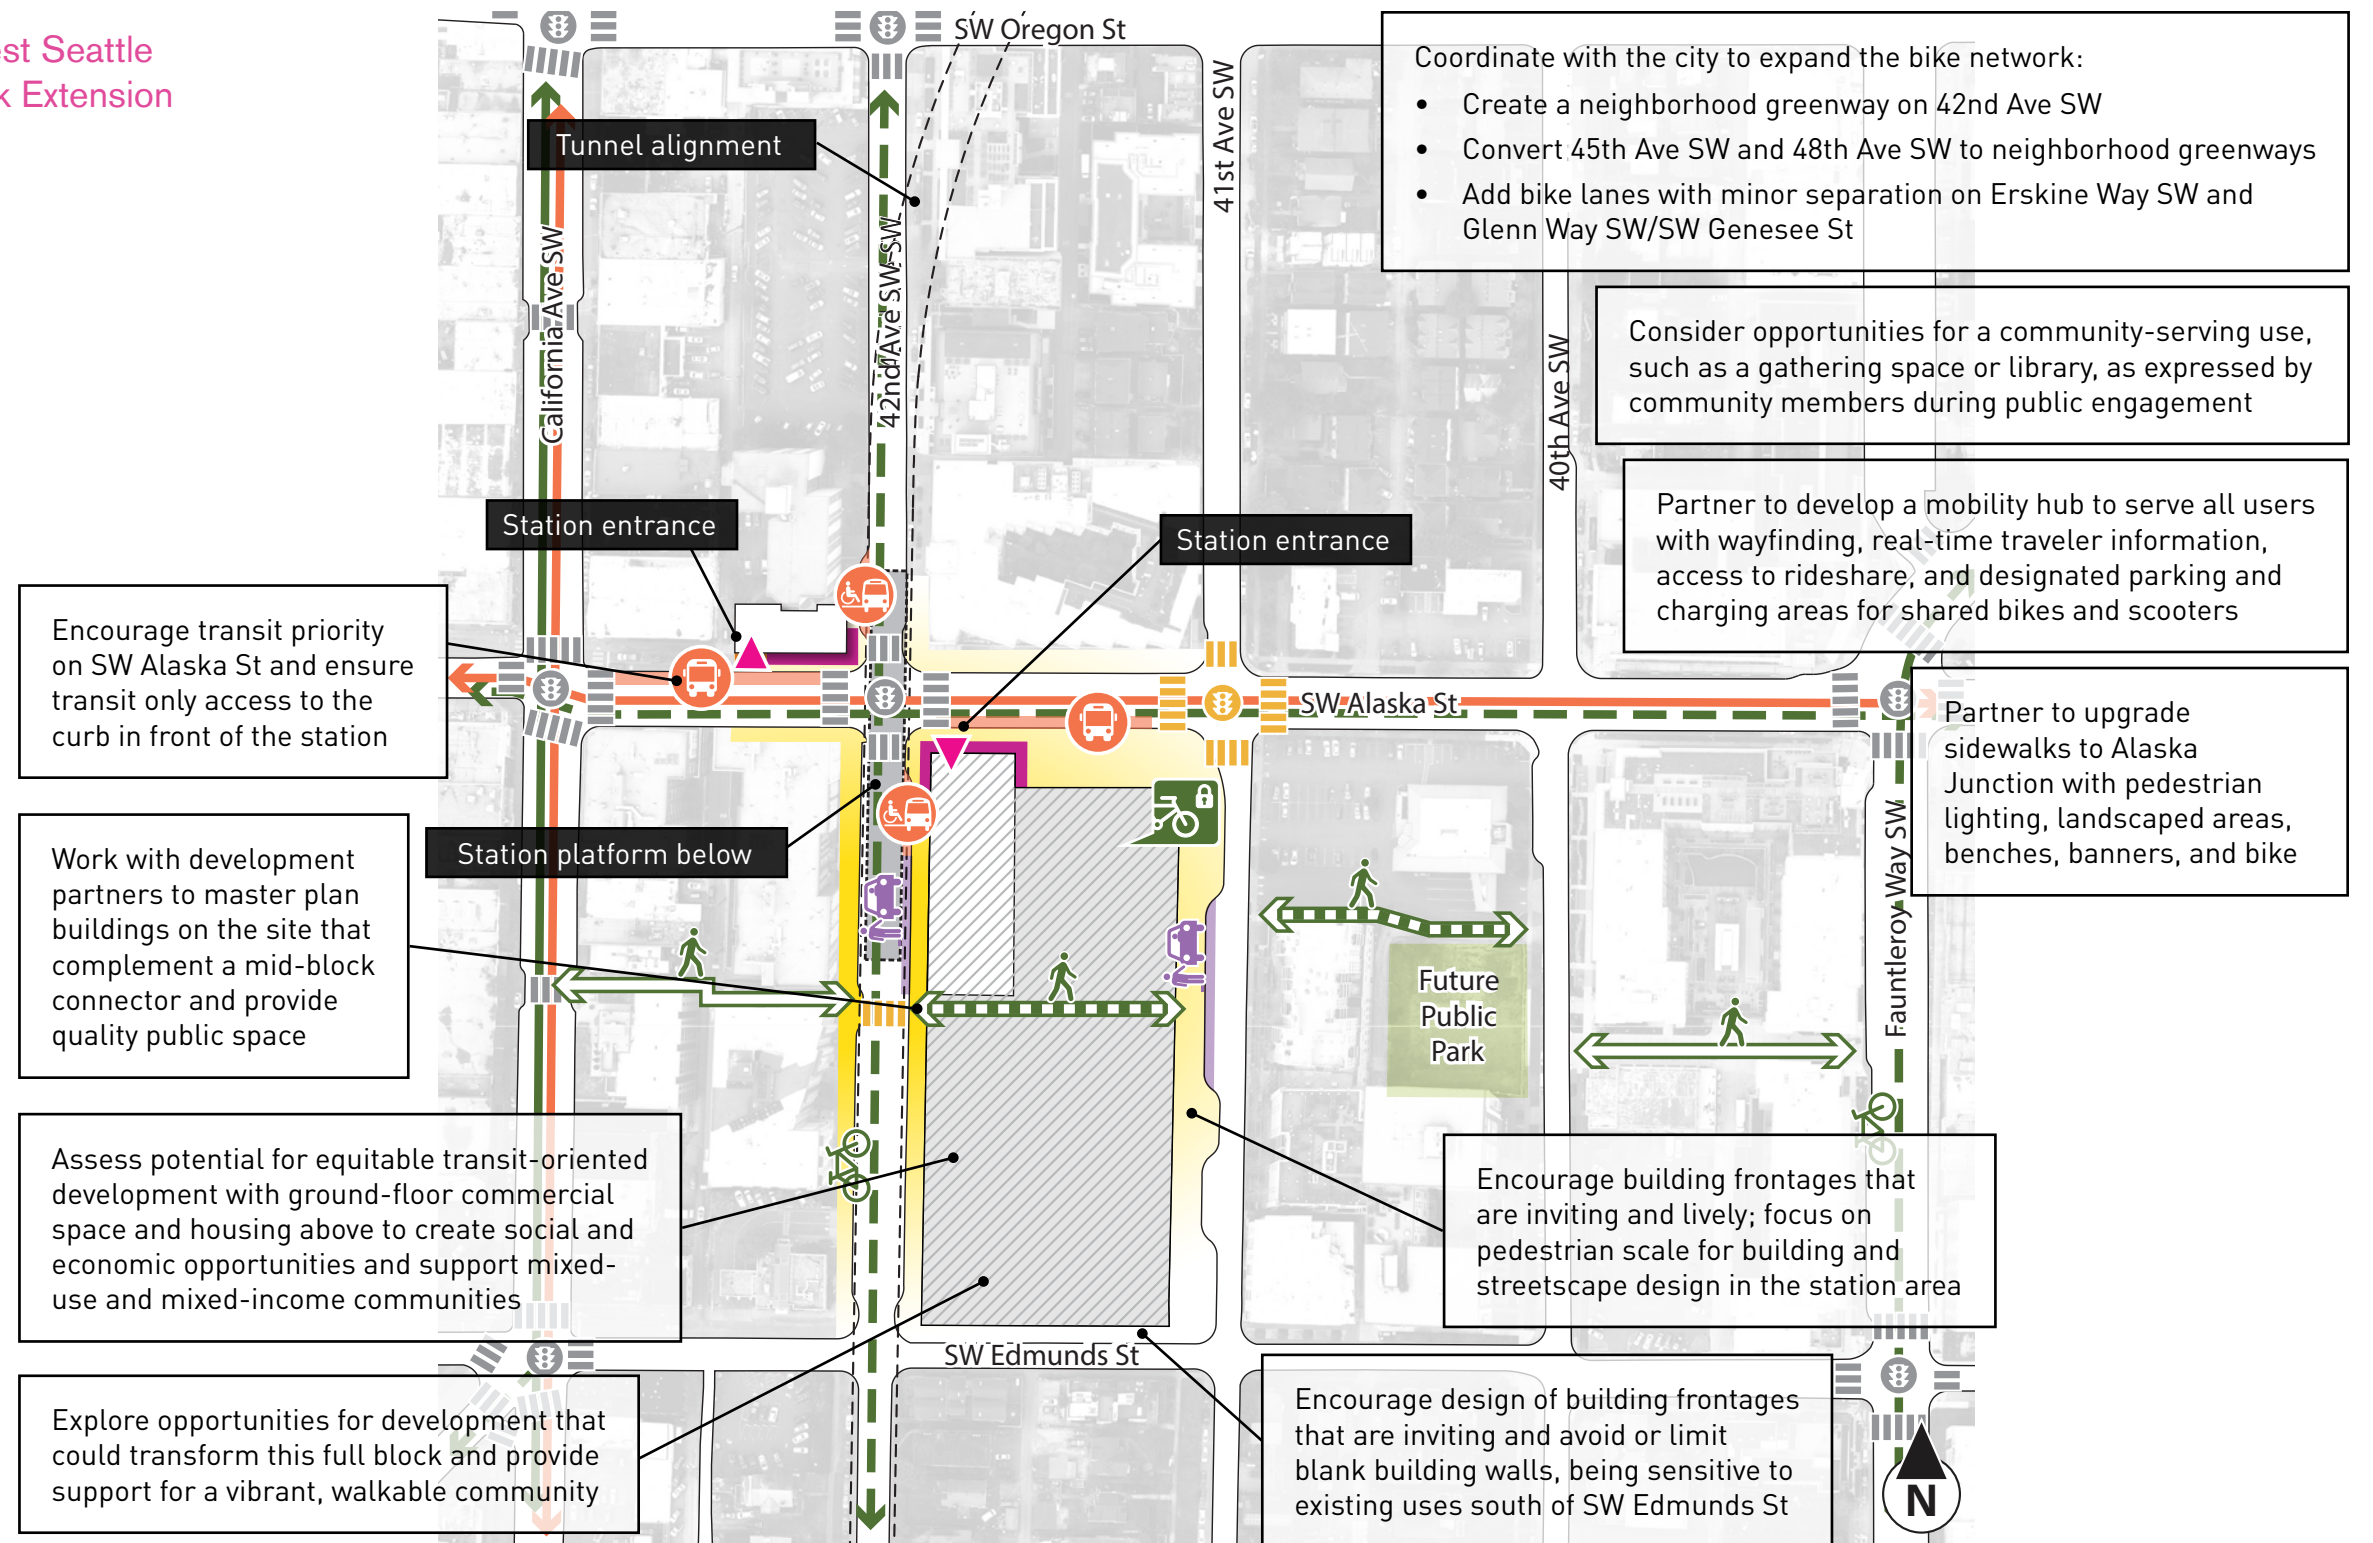 est Seattle
k Extension
SW Oregon St
41st Ave SW
Tunnel alignment
California Ave SW
42nd Ave SW
40th Ave SW
Coordinate with the city to expand the bike network:
• Create a neighborhood greenway on 42nd Ave SW
• Convert 45th Ave SW and 48th Ave SW to neighborhood greenways
• Add bike lanes with minor separation on Erskine Way SW and
Glenn Way SW/SW Genesee St
Consider opportunities for a community-serving use,
such as a gathering space or library, as expressed by
community members during public engagement
Partner to develop a mobility hub to serve all users
with wayfinding, real-time traveler information,
access to rideshare, and designated parking and
charging areas for shared bikes and scooters
Station entrance
Station entrance
Encourage transit priority
on SW Alaska St and ensure
transit only access to the
curb in front of the station
SW Alaska St
Partner to upgrade
sidewalks to Alaska
Junction with pedestrian
lighting, landscaped areas,
benches, banners, and bike
Station platform below
Work with development
partners to master plan
buildings on the site that
complement a mid-block
connector and provide
quality public space
Future
Public
Park
Fauntleroy Way SW
Assess potential for equitable transit-oriented
development with ground-floor commercial
space and housing above to create social and
economic opportunities and support mixed-
use and mixed-income communities
Encourage building frontages that
are inviting and lively; focus on
pedestrian scale for building and
streetscape design in the station area
SW Edmunds St
Explore opportunities for development that
could transform this full block and provide
support for a vibrant, walkable community
Encourage design of building frontages
that are inviting and avoid or limit
blank building walls, being sensitive to
existing uses south of SW Edmunds St
N